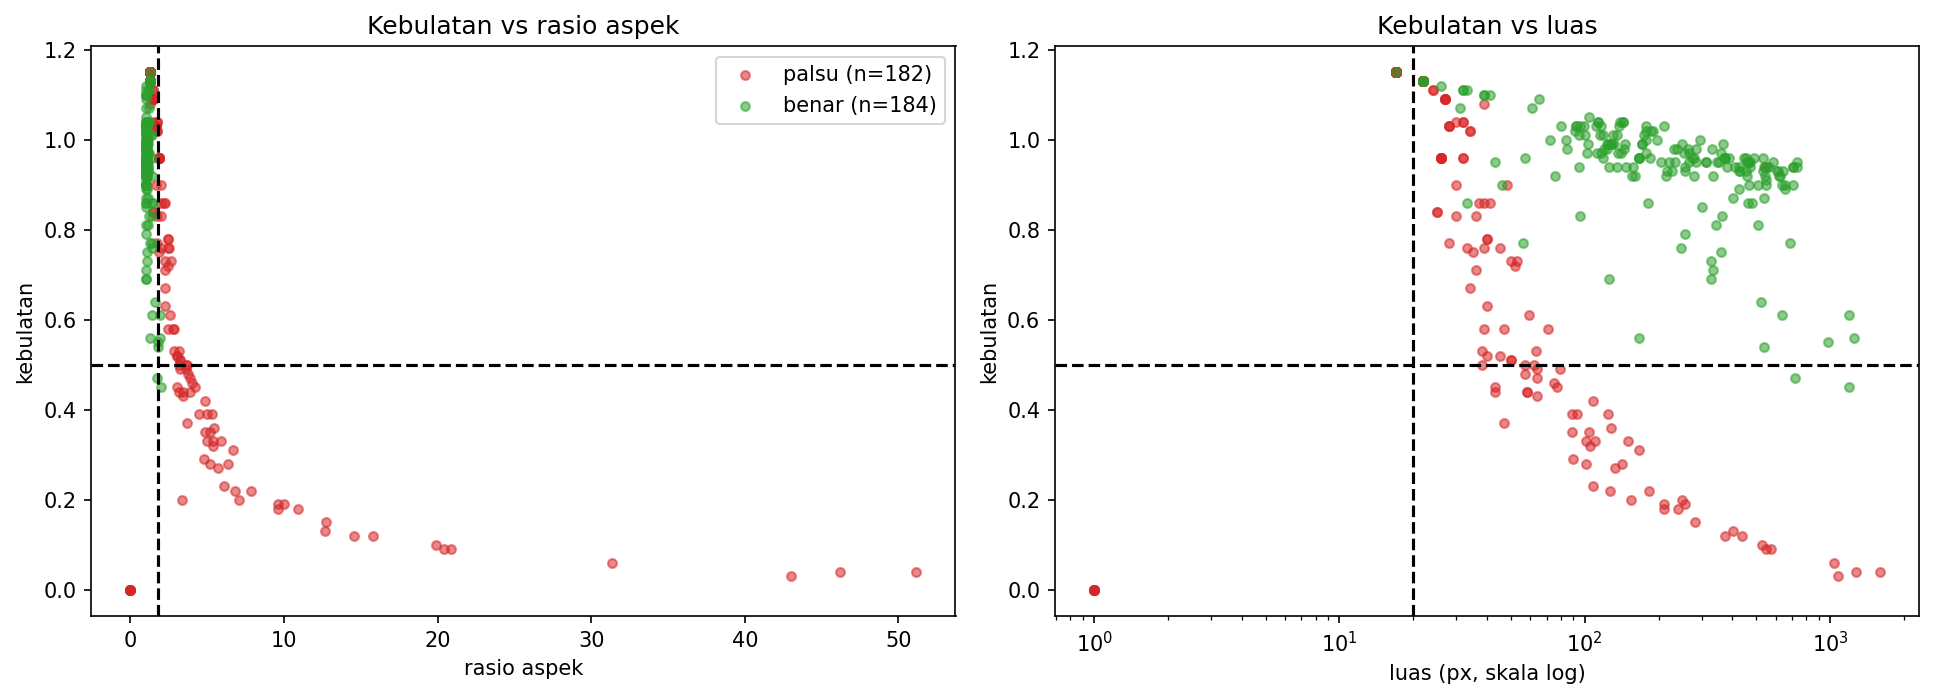 Kebulatan vs rasio aspek
kebulatan
1.2
1.0
0.8
0.6
0.4
0.2
0.0
palsu (n=182)
benar (n=184)
0 10 20 30 40 50
rasio aspek
Kebulatan vs luas
kebulatan
1.2
1.0
0.8
0.6
0.4
0.2
0.0
10⁰ 10¹ 10² 10³
luas (px, skala log)